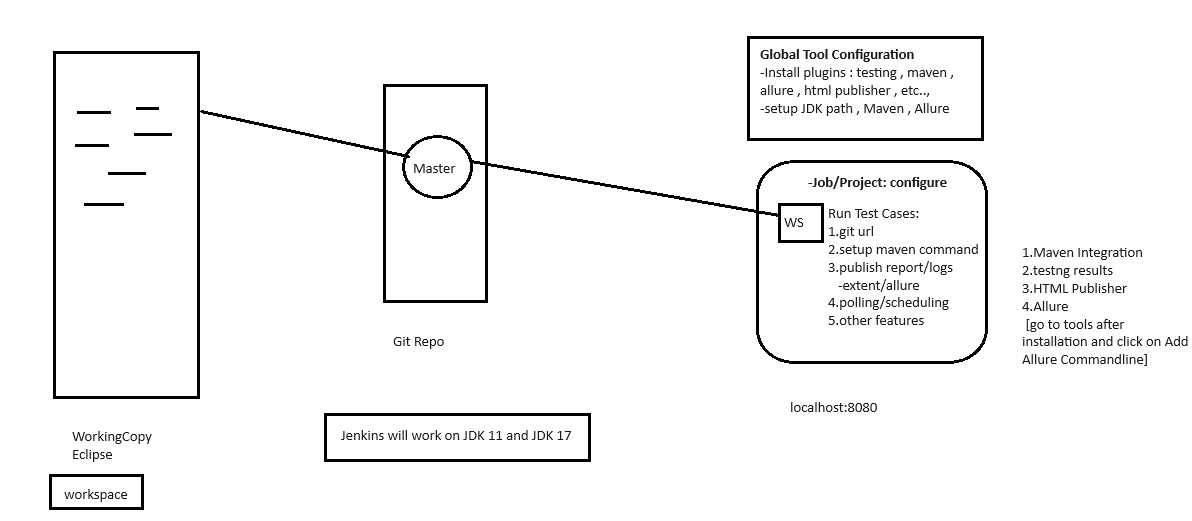 Global Tool Configuration
-Install plugins : testing , maven ,
allure , html publisher , etc..,
-setup JDK path , Maven , Allure
Master
-Job/Project: configure
WS
Run Test Cases:
1.git url
2.setup maven command
3.publish report/logs
-extent/allure
4.polling/scheduling
5.other features
1.Maven Integration
2.testng results
3.HTML Publisher
4.Allure
[go to tools after
installation and click on Add
Allure Commandline]
Git Repo
localhost:8080
Jenkins will work on JDK 11 and JDK 17
WorkingCopy
Eclipse
workspace